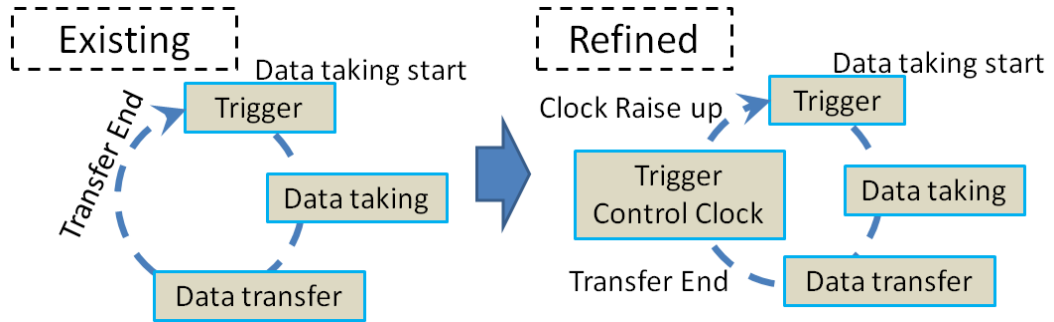 Existing
Data taking start
Trigger
Transfer End
Data taking
Data transfer
Refined
Data taking start
Clock Raise up
Trigger
Trigger
Control Clock
Data taking
Transfer End
Data transfer